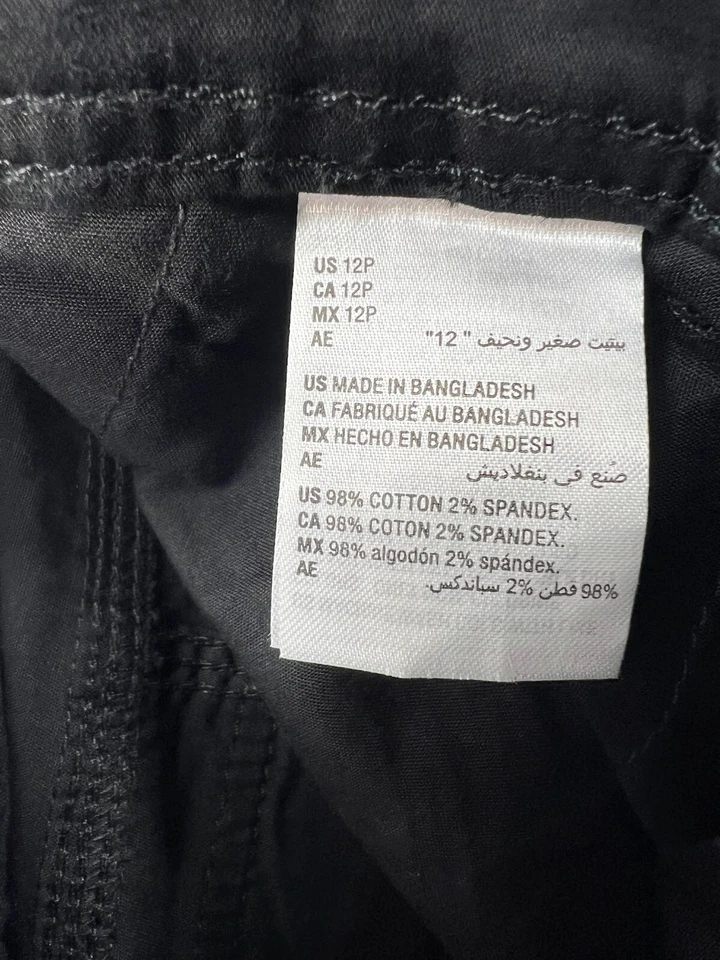 US 12P
CA 12P
MX 12P
AE بيتيت صغير ونحيف "12"
US MADE IN BANGLADESH
CA FABRIQUÉ AU BANGLADESH
MX HECHO EN BANGLADESH
AE صُنع في بنغلاديش
US 98% COTTON 2% SPANDEX.
CA 98% COTON 2% SPANDEX.
MX 98% algodón 2% spándex.
AE 98% قطن 2% سباندكس.